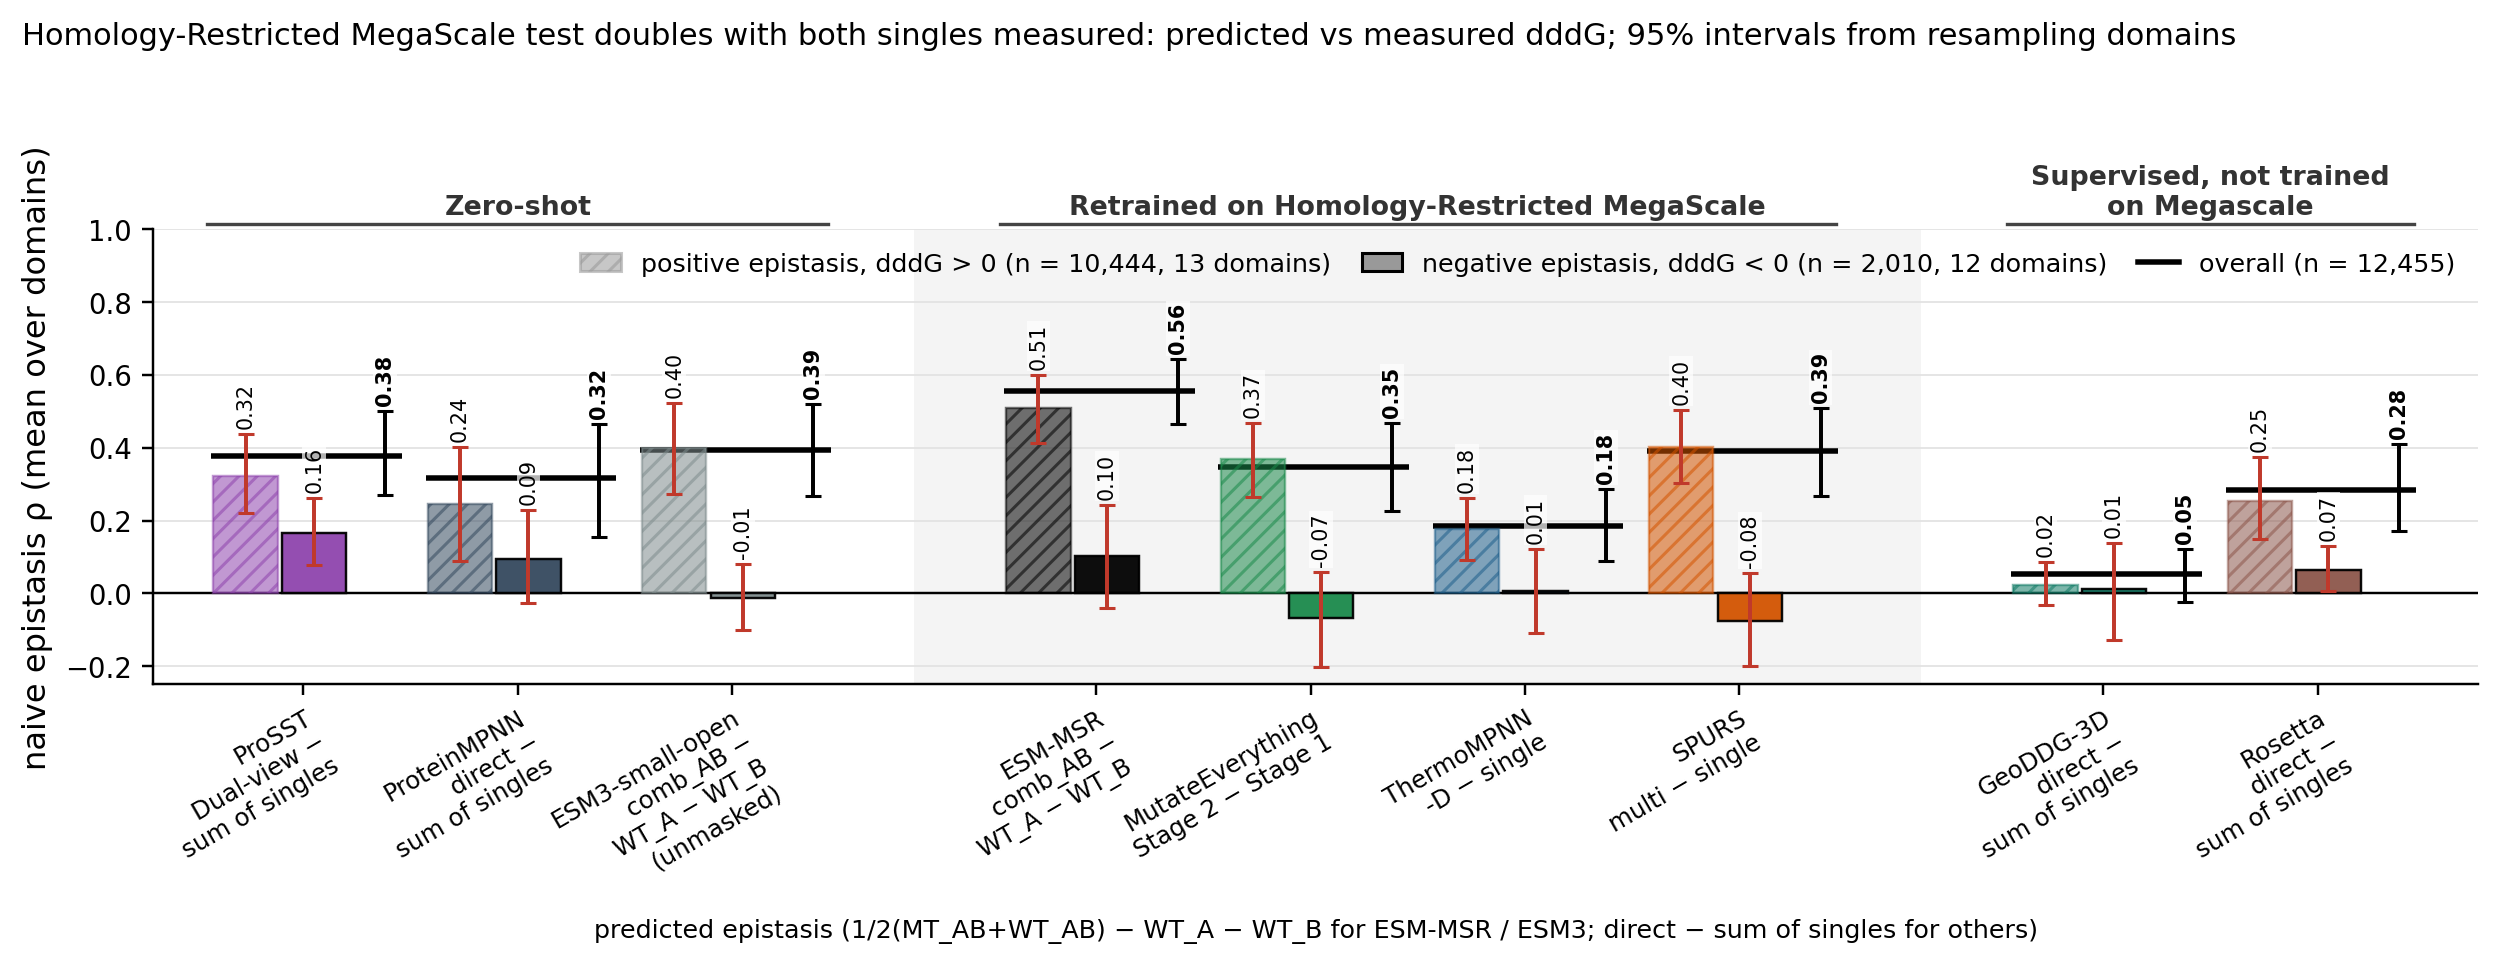 Homology-Restricted MegaScale test doubles with both singles measured: predicted vs measured dddG; 95% intervals from resampling domains
Zero-shot
Retrained on Homology-Restricted MegaScale
Supervised, not trained
on Megascale
naive epistasis ρ (mean over domains)
1.0
0.8
0.6
0.4
0.2
0.0
−0.2
positive epistasis, dddG > 0 (n = 10,444, 13 domains)
negative epistasis, dddG < 0 (n = 2,010, 12 domains)
overall (n = 12,455)
0.32
0.16
0.38
0.24
0.09
0.32
0.40
-0.01
0.39
0.51
0.10
0.56
0.37
-0.07
0.35
0.18
0.01
0.18
0.40
-0.08
0.39
0.02
0.01
0.05
0.25
0.07
0.28
ProSST
Dual-view −
sum of singles
ProteinMPNN
direct −
sum of singles
ESM3-small-open
comb_AB −
WT_A − WT_B
(unmasked)
ESM-MSR
comb_AB −
WT_A − WT_B
MutateEverything
Stage 2 − Stage 1
ThermoMPNN
-D − single
SPURS
multi − single
GeoDDG-3D
direct −
sum of singles
Rosetta
direct −
sum of singles
predicted epistasis (1/2(MT_AB+WT_AB) − WT_A − WT_B for ESM-MSR / ESM3; direct − sum of singles for others)